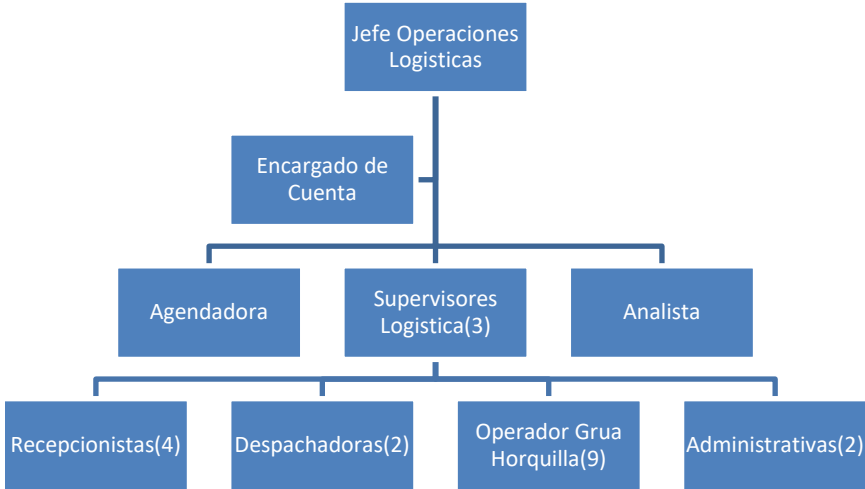 Jefe Operaciones
Logisticas
Encargado de
Cuenta
Agendadora
Supervisores
Logistica(3)
Analista
Recepcionistas(4)
Despachadoras(2)
Operador Grua
Horquilla(9)
Administrativas(2)